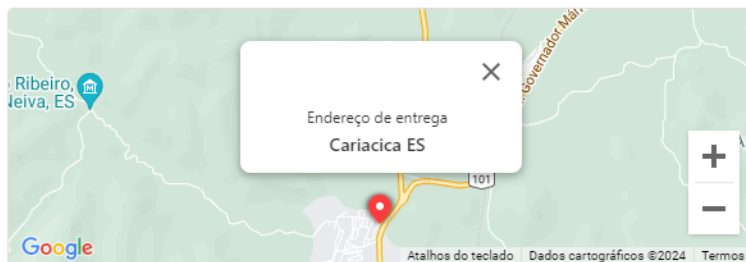 Ribeiro,
Neiva, ES
Governador Már
Endereço de entrega
Cariacica ES
101
Google
Atalhos do teclado
Dados cartográficos ©2024
Termos